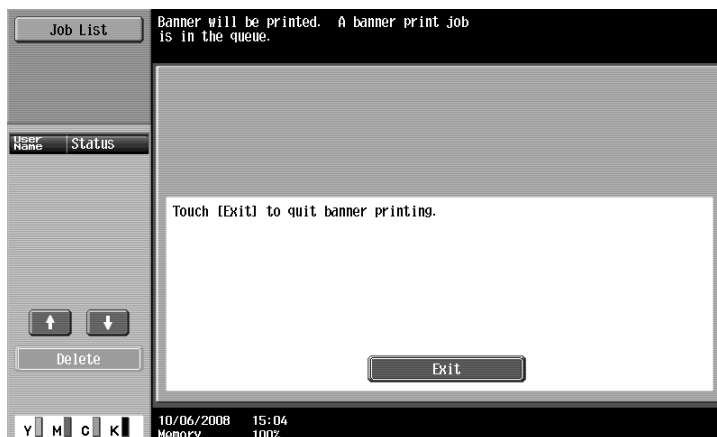 Job List
Banner will be printed. A banner print job
is in the queue.
User
Name
Status
Touch [Exit] to quit banner printing.
Delete
Exit
Y M C K
10/06/2008 15:04
Memory 100%